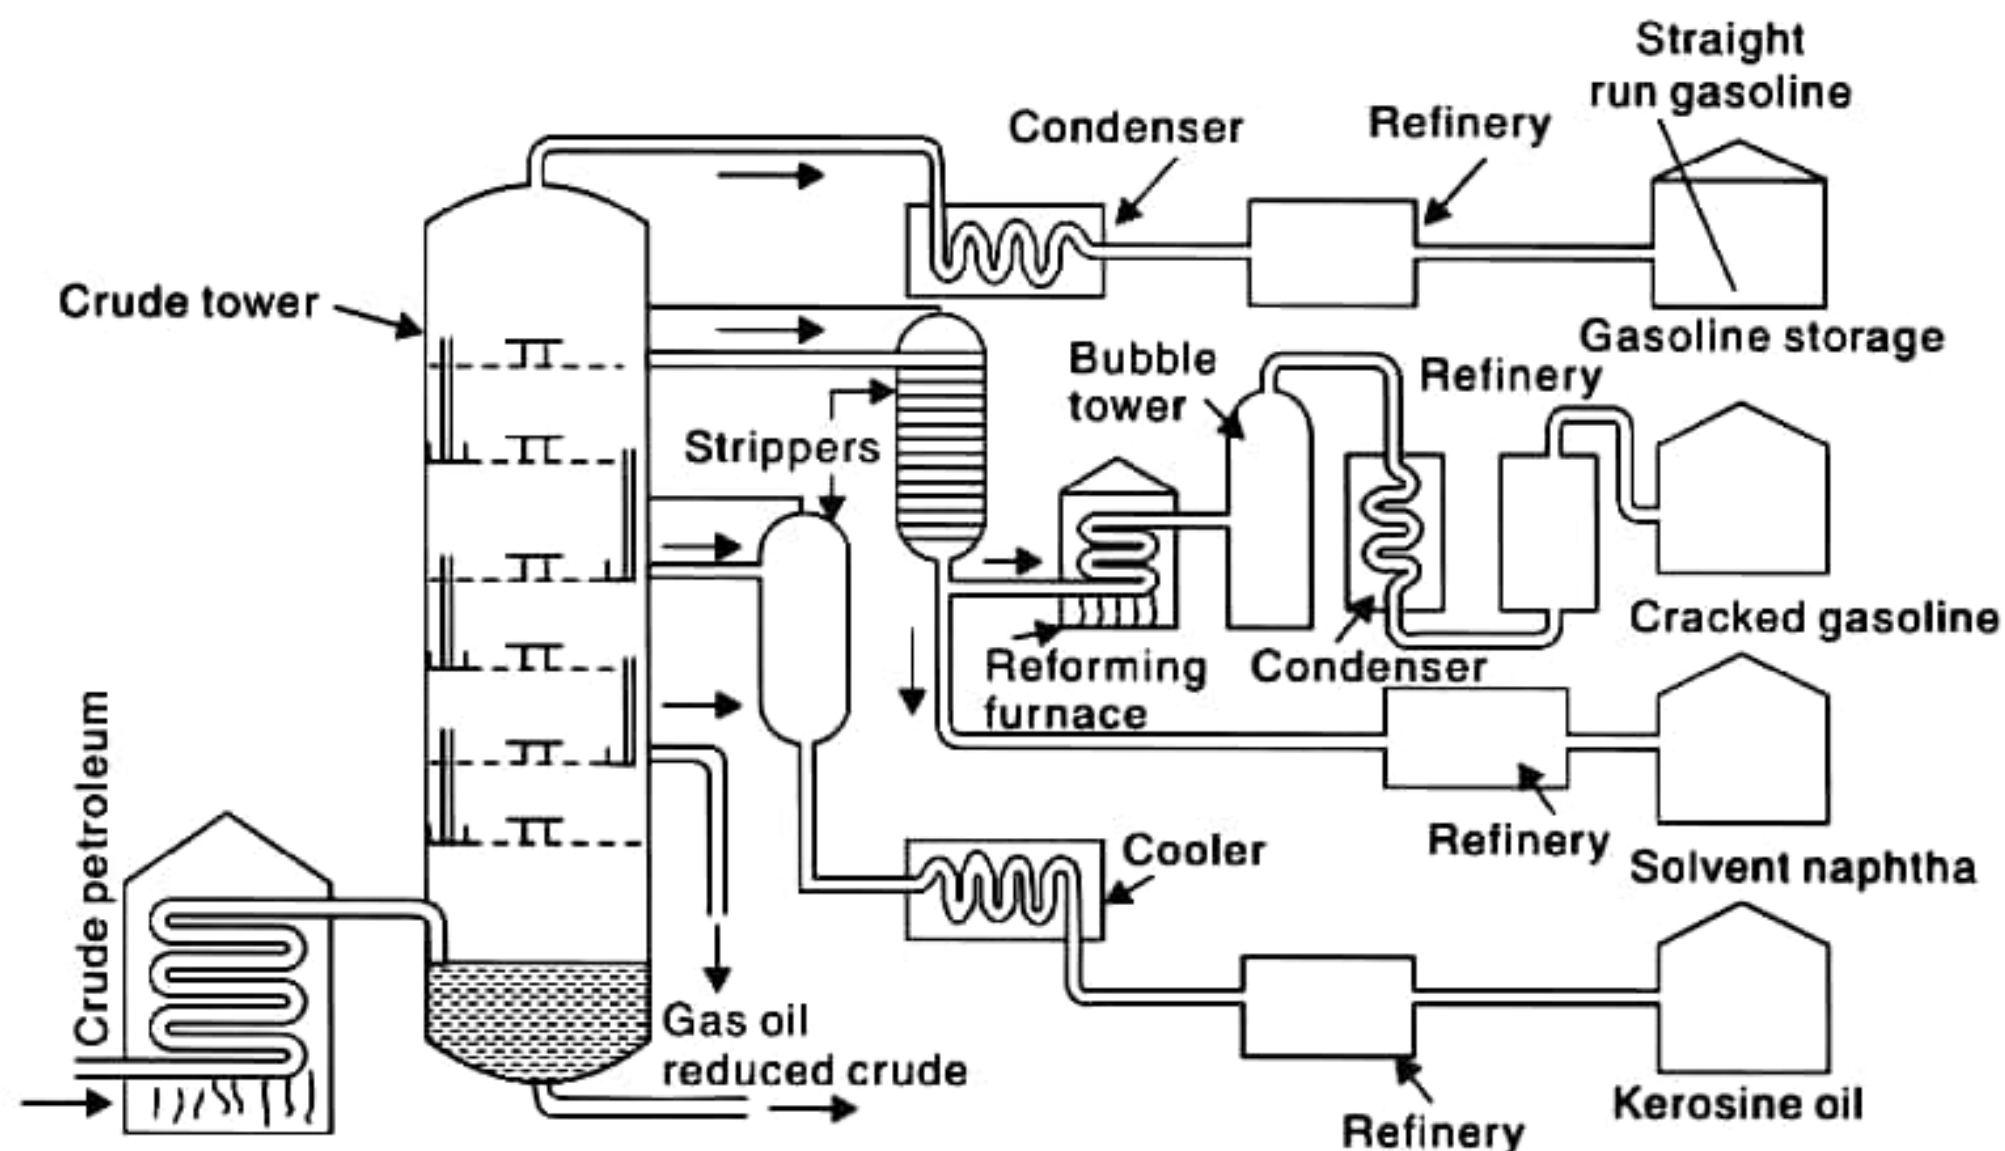 Straight
run gasoline
Condenser
Refinery
Crude tower
Gasoline storage
Bubble
tower
Refinery
Strippers
Cracked gasoline
Reforming
furnace
Condenser
Crude petroleum
Refinery
Solvent naphtha
Cooler
Gas oil
reduced crude
Kerosine oil
Refinery